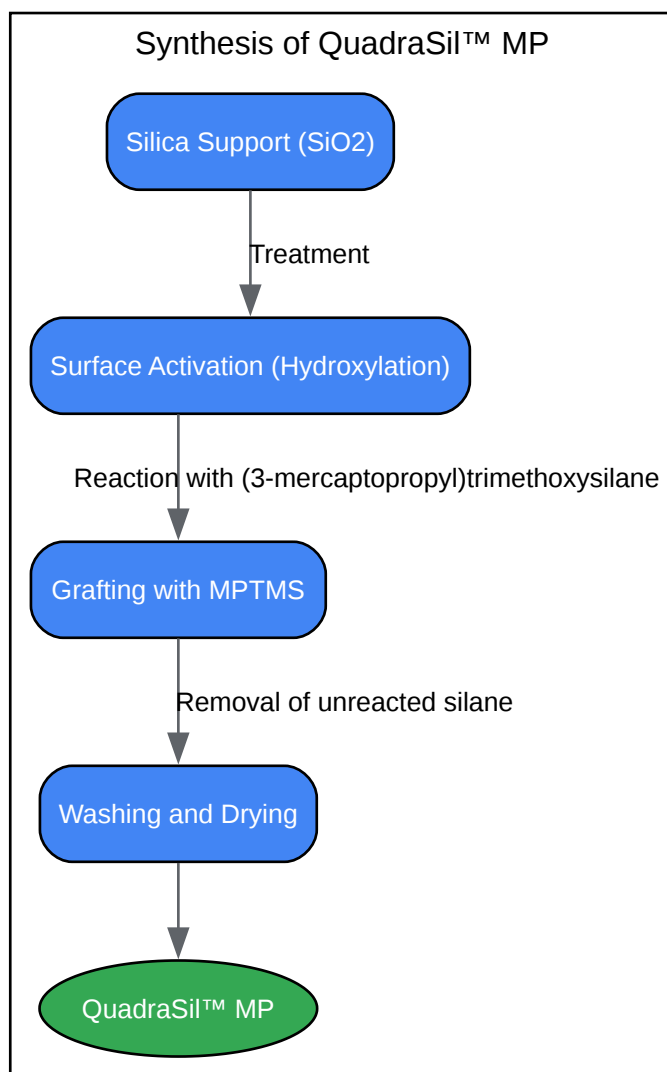 Synthesis of QuadraSil™ MP
Silica Support (SiO2)
Treatment
Surface Activation (Hydroxylation)
Reaction with (3-mercaptopropyl)trimethoxysilane
Grafting with MPTMS
Removal of unreacted silane
Washing and Drying
QuadraSil™ MP